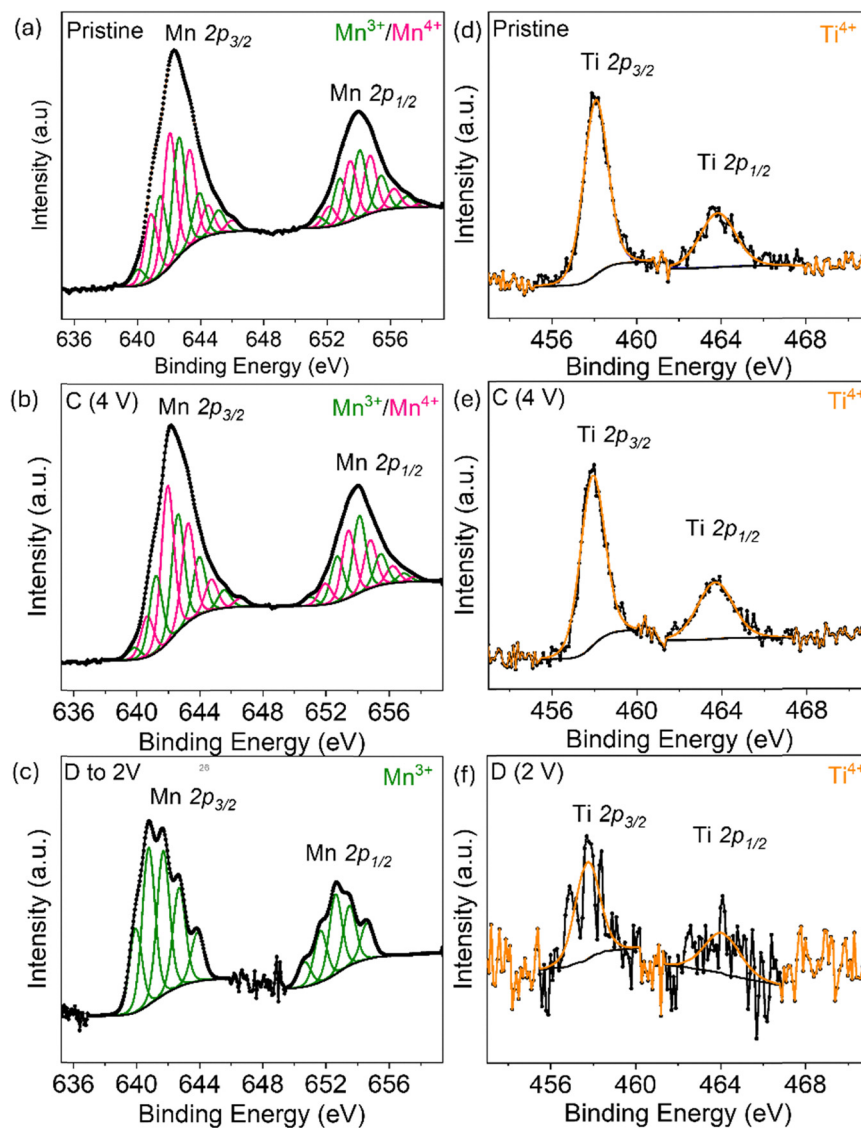 (a) Pristine
Mn 2p3/2
Mn3+/Mn4+
Mn 2p1/2
Intensity (a.u)
636 640 644 648 652 656
Binding Energy (eV)
(d) Pristine
Ti4+
Ti 2p3/2
Ti 2p1/2
Intensity (a.u.)
456 460 464 468
Binding Energy (eV)
(b) C (4 V)
Mn 2p3/2
Mn3+/Mn4+
Mn 2p1/2
Intensity (a.u.)
636 640 644 648 652 656
Binding Energy (eV)
(e) C (4 V)
Ti4+
Ti 2p3/2
Ti 2p1/2
Intensity (a.u.)
456 460 464 468
Binding Energy (eV)
(c) D to 2V
Mn3+
Mn 2p3/2
Mn 2p1/2
Intensity (a.u.)
636 640 644 648 652 656
Binding Energy (eV)
(f) D (2 V)
Ti4+
Ti 2p3/2
Ti 2p1/2
Intensity (a.u.)
456 460 464 468
Binding Energy (eV)